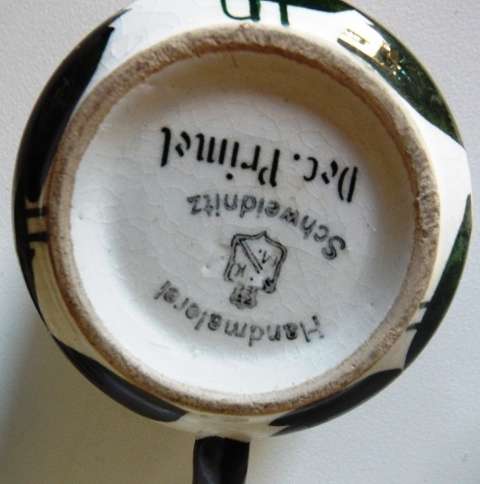 Handmalerei
K A
Schweidnitz
Dec. Primel